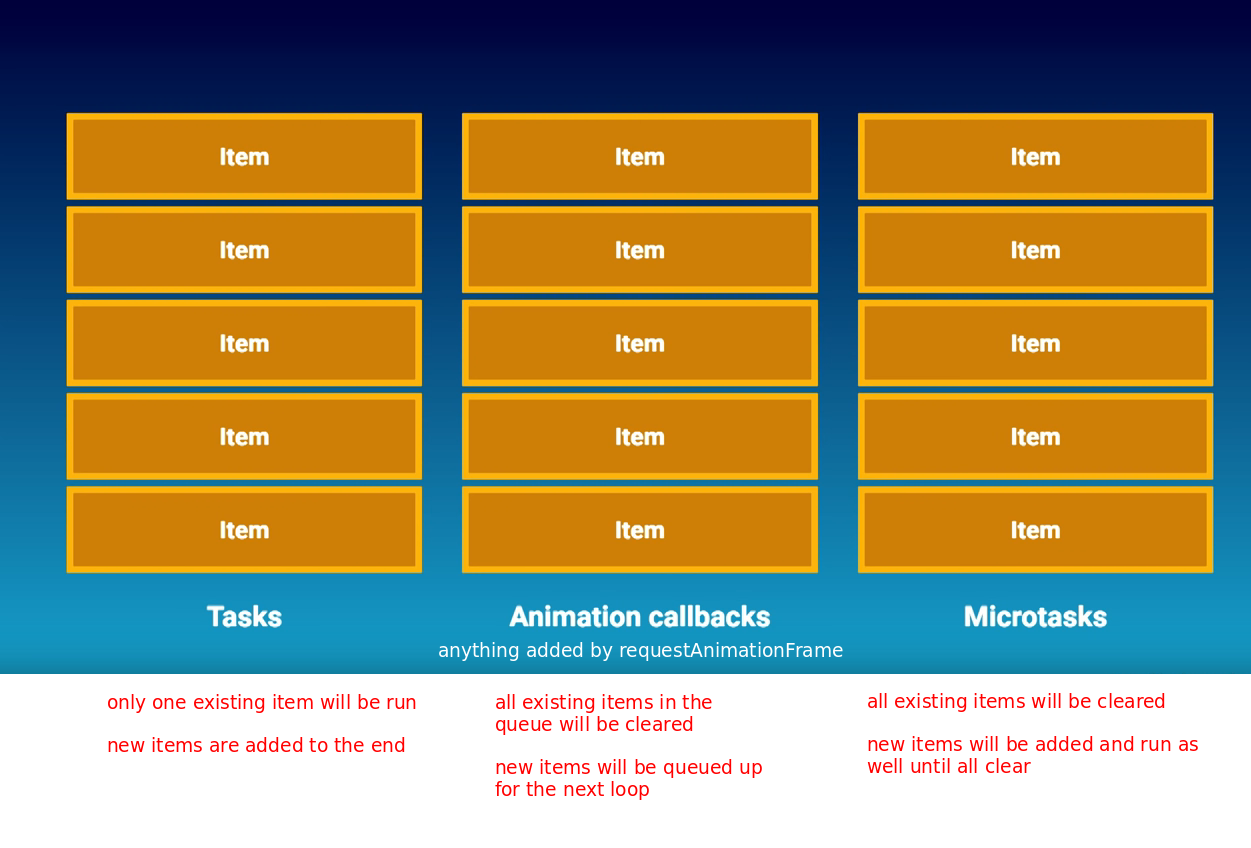 Item Item Item
Item Item Item
Item Item Item
Item Item Item
Item Item Item
Tasks Animation callbacks Microtasks
anything added by requestAnimationFrame
only one existing item will be run
new items are added to the end
all existing items in the
queue will be cleared
new items will be queued up
for the next loop
all existing items will be cleared
new items will be added and run as
well until all clear